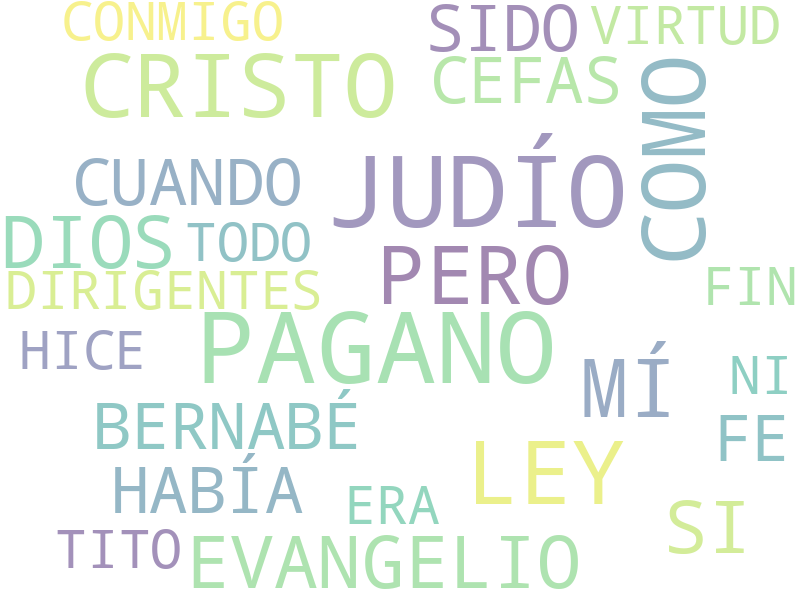 CONMIGO
SIDO
VIRTUD
CRISTO
CEFAS
COMO
CUANDO
JUDÍO
DIOS
TODO
PERO
DIRIGENTES
FIN
HICE
PAGANO
MÍ
NI
BERNABÉ
FE
HABÍA
LEY
ERA
SI
TITO
EVANGELIO